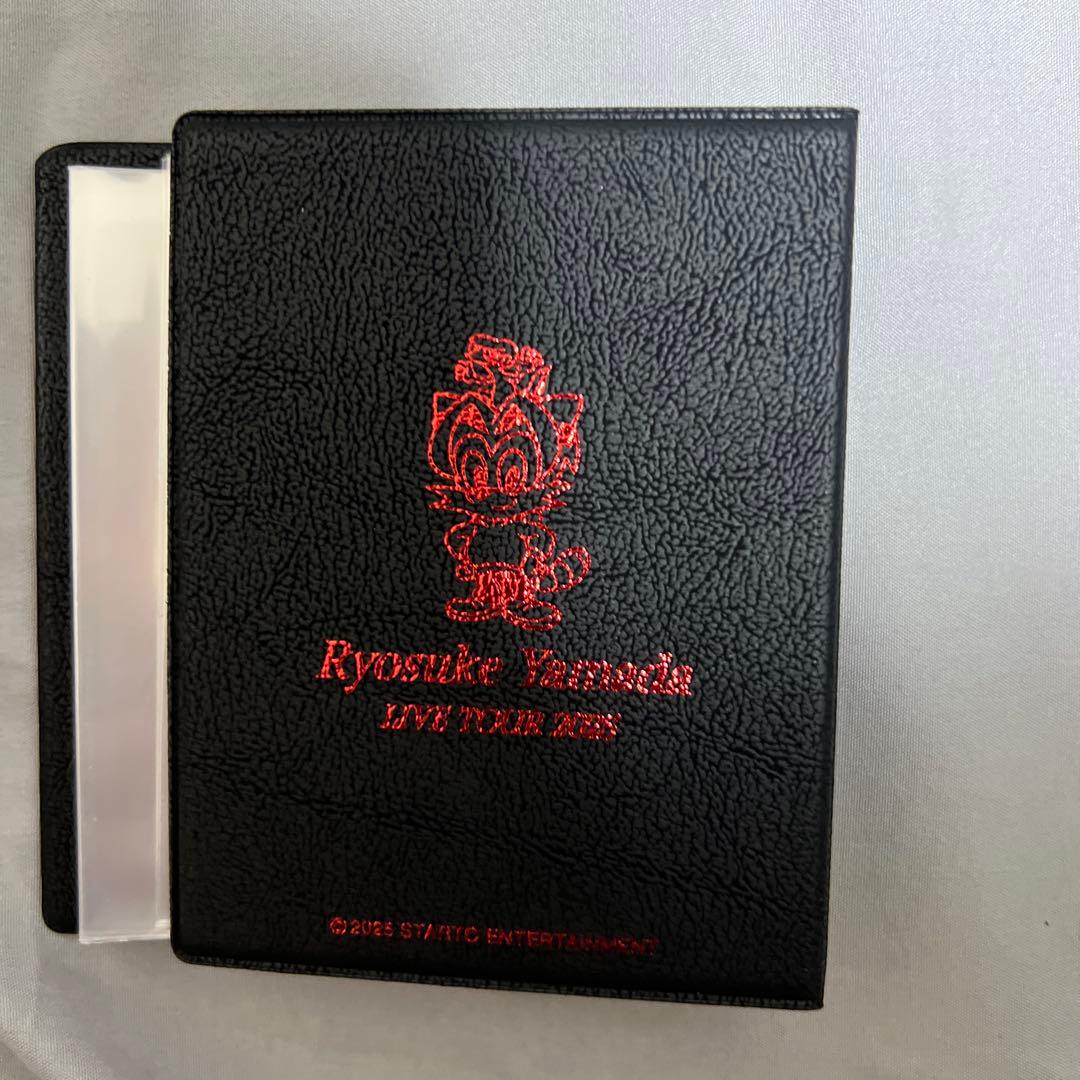 Ryosuke Yamada
LIVE TOUR 2025
© 2025 STARTO ENTERTAINMENT